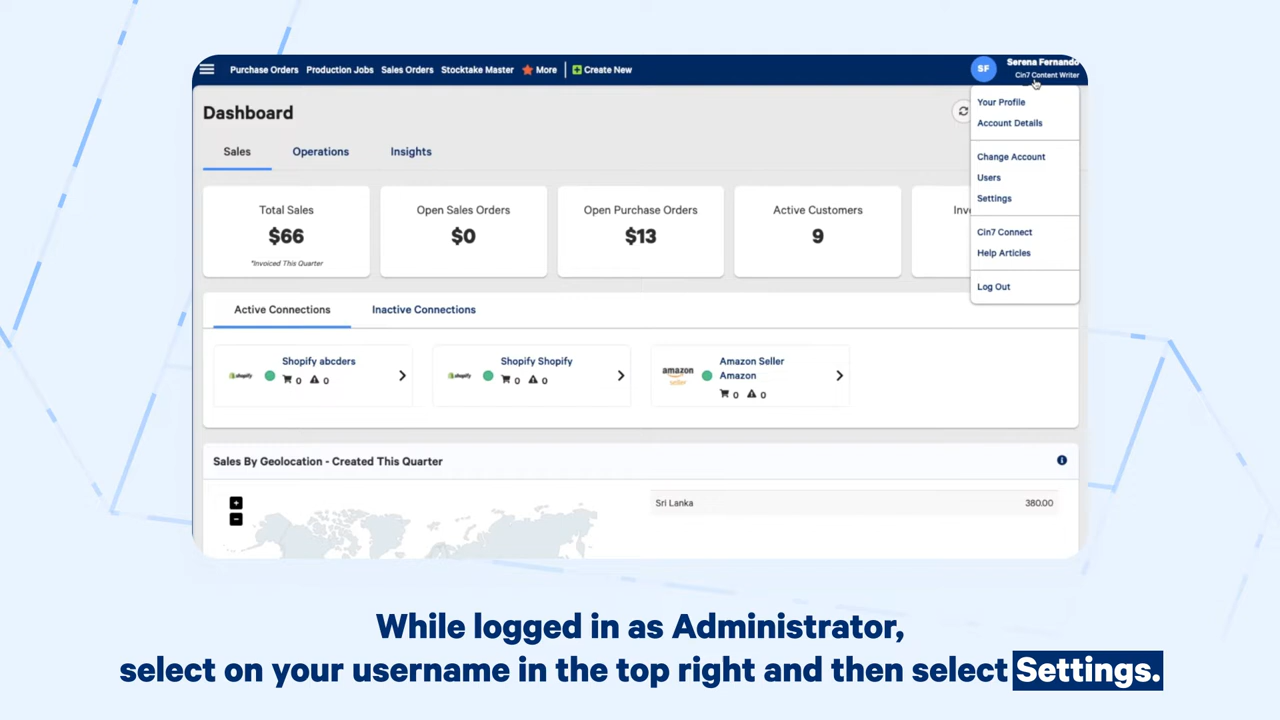 Purchase Orders Production Jobs Sales Orders Stocktake Master More Create New
SF Serena Fernando
Cin7 Content Writer
Dashboard
Your Profile
Account Details
Sales Operations Insights
Change Account
Users
Settings
Total Sales
$66
*Invoiced This Quarter
Open Sales Orders
$0
Open Purchase Orders
$13
Active Customers
9
Cin7 Connect
Help Articles
Log Out
Active Connections Inactive Connections
shopify Shopify abcders
0 0
shopify Shopify Shopify
0 0
amazon seller
Amazon Seller
Amazon
0 0
Sales By Geolocation - Created This Quarter
Sri Lanka 380.00
While logged in as Administrator,
select on your username in the top right and then select Settings.